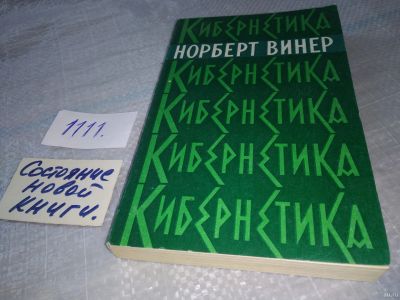 КИБЕРНЕТИКА
НОРБЕРТ ВИНЕР
КИБЕРНЕТИКА
КИБЕРНЕТИКА
КИБЕРНЕТИКА
КИБЕРНЕТИКА
1111.
Состояние
новой
книги.